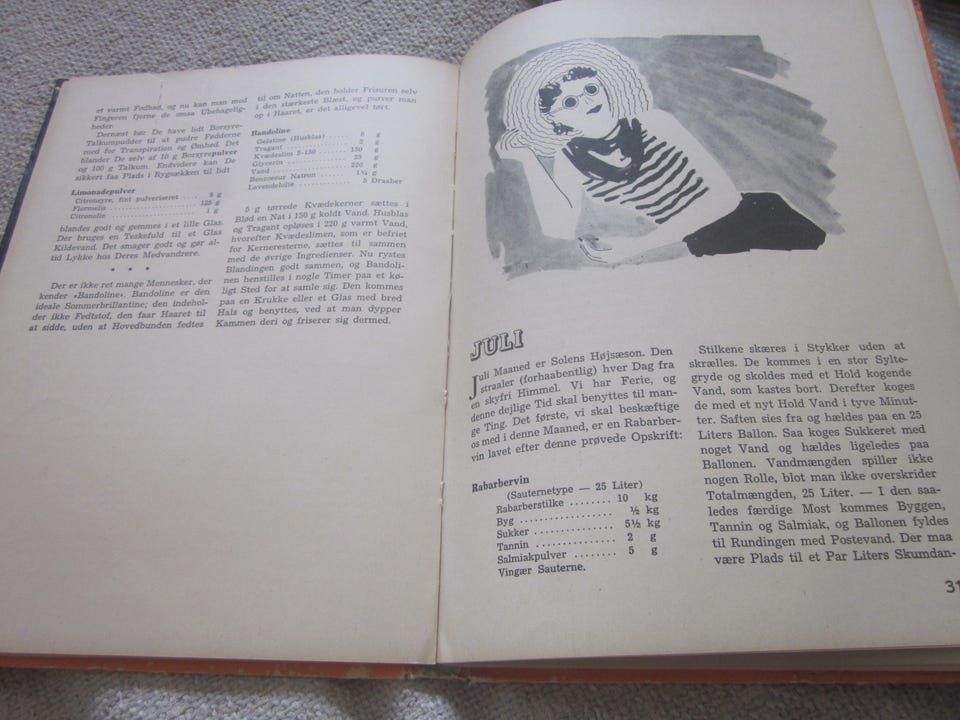 et varmt Fodbad, og nu kan man med
Fingeren fjerne de smaa Ubehagelig-
heder.
Dernæst bør De have lidt Borsyre-
Talkumpudder til at pudre Fødderne
med for Transpiration og Ømhed. Det
blander De selv af 10 g Borsyrepulver
og 100 g Talkum. Endvidere kan De
sikkert faa Plads i Rygsækken til lidt
Limonadepulver
Citronsyre, fint pulveriseret ..... 5 g
Flormelis ..... 125 g
Citronolie ..... 1 g
blandes godt og gemmes i et lille Glas.
Der bruges en Teskefuld til et Glas
Kildevand. Det smager godt og gør al-
tid Lykke hos Deres Medvandrere.
* * *
Der er ikke ret mange Mennesker, der
kender »Bandoline«. Bandoline er den
ideale Sommerbrillantine; den indehol-
der ikke Fedtstof, den faar Haaret til
at sidde, uden at Hovedbunden fedtes
til om Natten, den holder Frisuren selv
i den stærkeste Blæst, og purver man
op i Haaret, er det alligevel tørt.
Bandoline
Gelatine (Husblas) ..... 5 g
Tragant ..... 2 g
Kvædeslim 5-150 ..... 150 g
Glycerin ..... 25 g
Vand ..... 220 g
Benzoesur Natron ..... 1¼ g
Lavendelolie ..... 5 Draaber
5 g tørrede Kvædekerner sættes i
Blød en Nat i 150 g koldt Vand. Husblas
og Tragant opløses i 220 g varmt Vand,
hvorefter Kvædeslimen, som er befriet
for Kerneresterne, sættes til sammen
med de øvrige Ingredienser. Nu rystes
Blandingen godt sammen, og Bandoli-
nen henstilles i nogle Timer paa et kø-
ligt Sted for at samle sig. Den kommes
paa en Krukke eller et Glas med bred
Hals og benyttes, ved at man dypper
Kammen deri og friserer sig dermed.
JULI
Juli Maaned er Solens Højsæson. Den
straaler (forhaabentlig) hver Dag fra
en skyfri Himmel. Vi har Ferie, og
denne dejlige Tid skal benyttes til man-
ge Ting. Det første, vi skal beskæftige
os med i denne Maaned, er en Rabarber-
vin lavet efter denne prøvede Opskrift:
Rabarbervin
(Sauternetype — 25 Liter)
Rabarberstilke ........ 10 kg
Byg ........ ½ kg
Sukker ........ 5½ kg
Tannin ........ 2 g
Salmiakpulver ........ 5 g
Vingær Sauterne.
Stilkene skæres i Stykker uden at
skrælles. De kommes i en stor Sylte-
gryde og skoldes med et Hold kogende
Vand, som kastes bort. Derefter koges
de med et nyt Hold Vand i tyve Minut-
ter. Saften sies fra og hældes paa en 25
Liters Ballon. Saa koges Sukkeret med
noget Vand og hældes ligeledes paa
Ballonen. Vandmængden spiller ikke
nogen Rolle, blot man ikke overskrider
Totalmængden, 25 Liter. — I den saa-
ledes færdige Most kommes Byggen,
Tannin og Salmiak, og Ballonen fyldes
til Rundingen med Postevand. Der maa
være Plads til et Par Liters Skumdan-
31